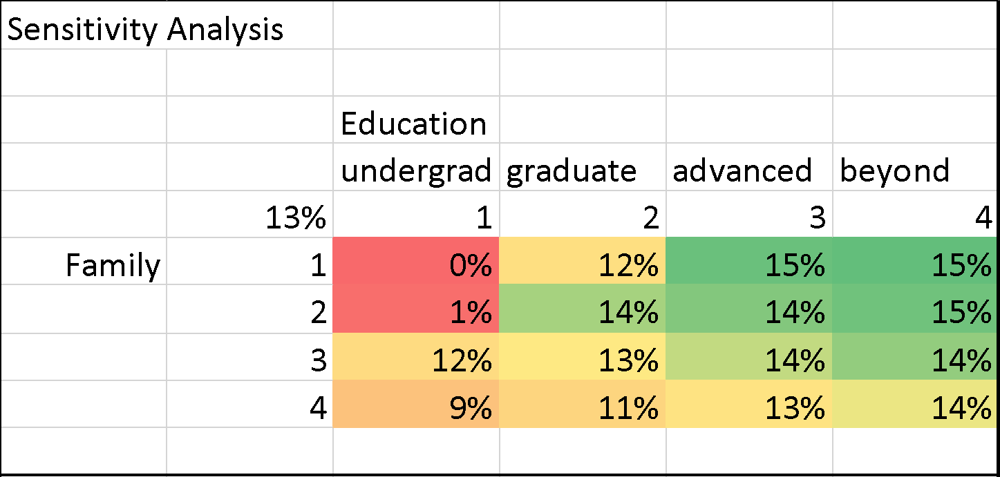 Sensitivity Analysis
Education
undergrad graduate advanced beyond
13% 1 2 3 4
Family 1 0% 12% 15% 15%
2 1% 14% 14% 15%
3 12% 13% 14% 14%
4 9% 11% 13% 14%